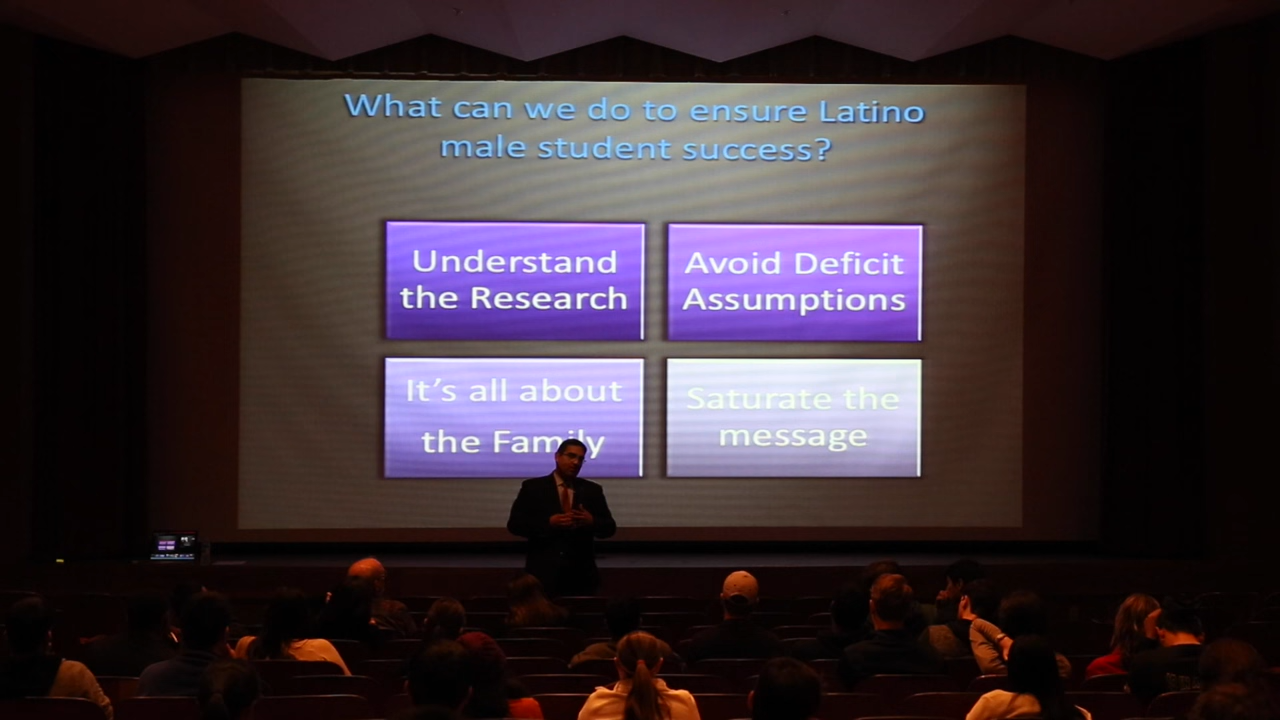 What can we do to ensure Latino
male student success?
Understand
the Research
Avoid Deficit
Assumptions
It's all about
the Family
Saturate the
message